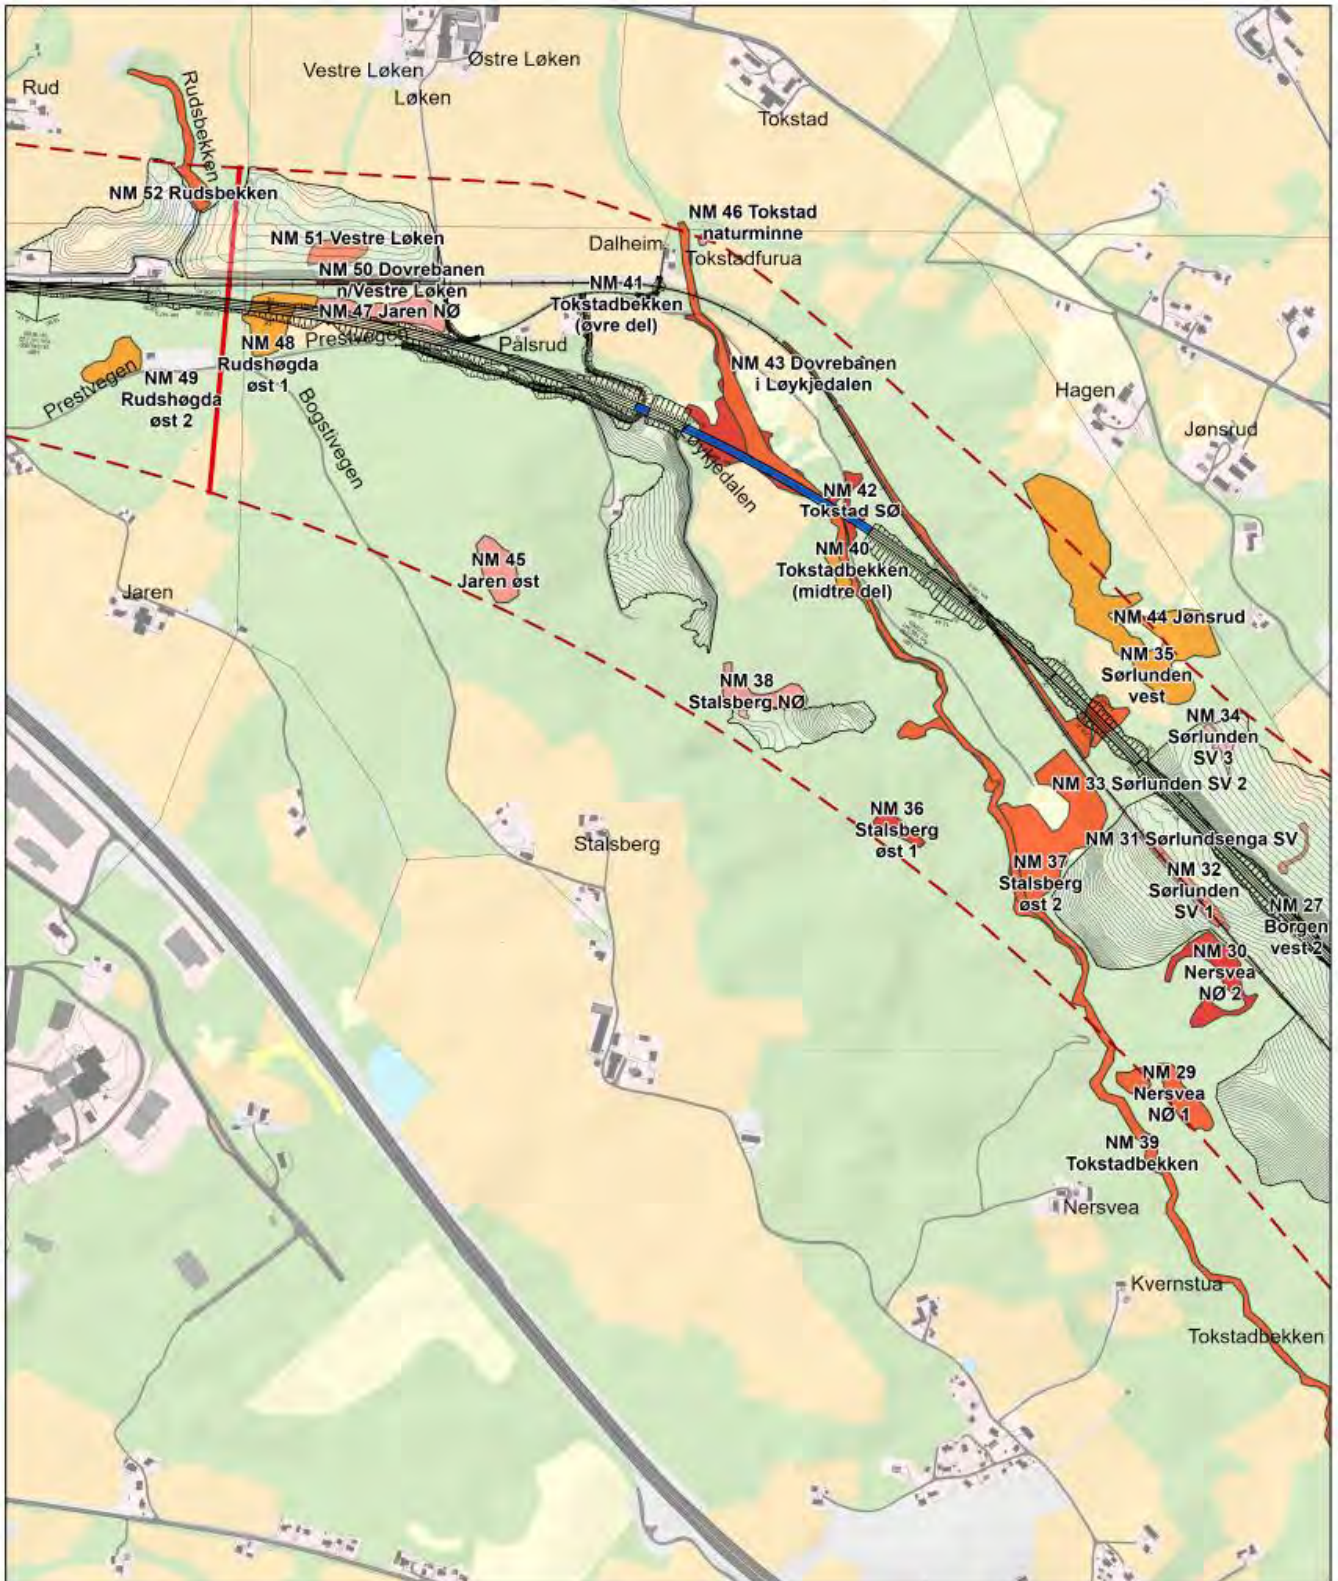 Rud
Rudsbekken
Vestre Løken
Østre Løken
Løken
Tokstad
NM 52 Rudsbekken
NM 51 Vestre Løken
NM 50 Dovrebanen
n/Vestre Løken
NM 47 Jaren NØ
Prestvegen
NM 48
Rudshøgda
øst 1
Prestvegen
NM 49
Rudshøgda
øst 2
Bogstivegen
Pålsrud
Dalheim
NM 41
Tokstadbekken
(øvre del)
NM 46 Tokstad
naturminne
Tokstadfurua
NM 43 Dovrebanen
i Løykjedalen
Løykjedalen
Hagen
Jønsrud
NM 42
Tokstad SØ
NM 40
Tokstadbekken
(midtre del)
NM 45
Jaren øst
Jaren
NM 44 Jønsrud
NM 35
Sørlunden
vest
NM 38
Stalsberg NØ
NM 34
Sørlunden
SV 3
NM 33 Sørlunden SV 2
NM 36
Stalsberg
øst 1
Stalsberg
NM 31 Sørlundsenga SV
NM 37
Stalsberg
øst 2
NM 32
Sørlunden
SV 1
NM 27
Borgen
vest 2
NM 30
Nersvea
NØ 2
NM 29
Nersvea
NØ 1
NM 39
Tokstadbekken
Nersvea
Kvernstua
Tokstadbekken